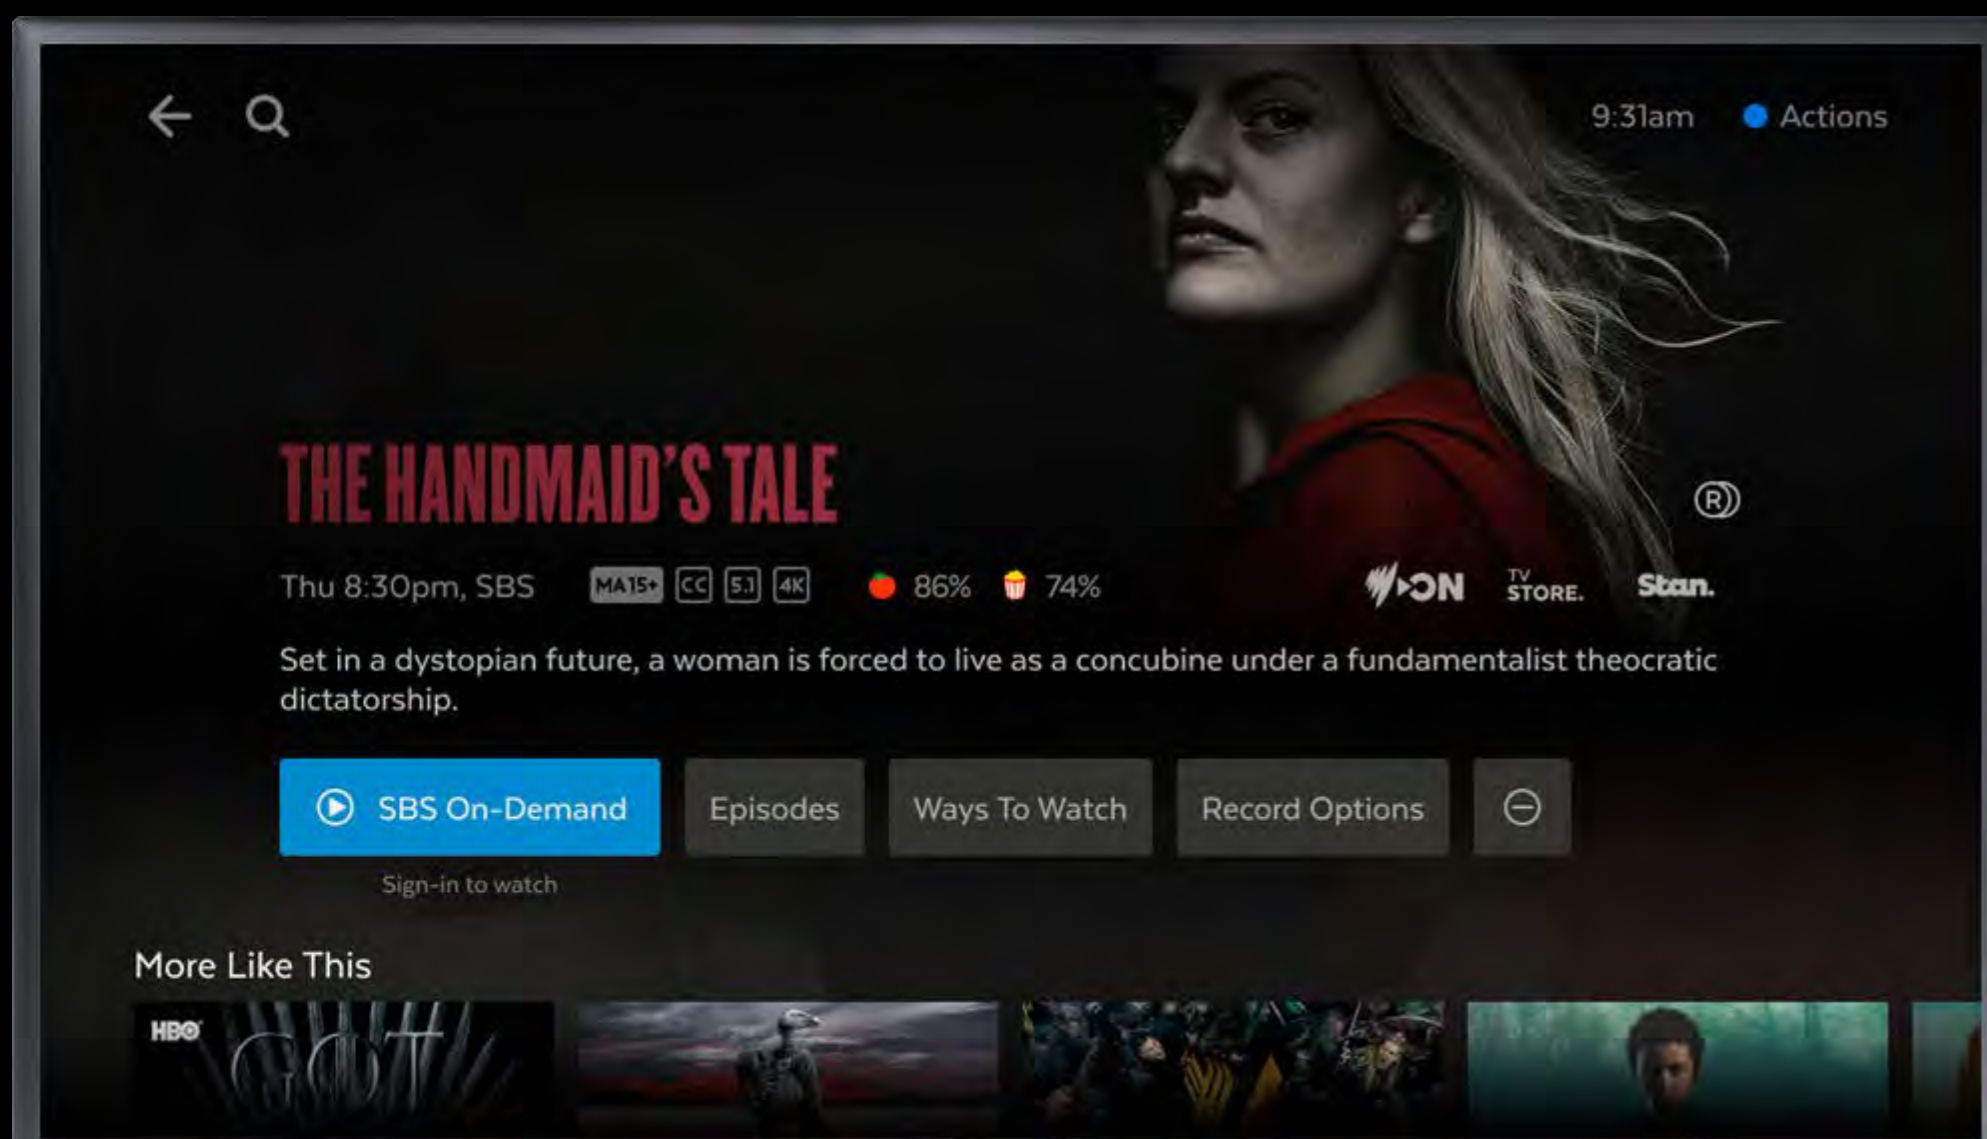 9:31am Actions
THE HANDMAID'S TALE
R
Thu 8:30pm, SBS MA15+ CC 5.1 4K 86% 74% ON TV STORE. Stan.
Set in a dystopian future, a woman is forced to live as a concubine under a fundamentalist theocratic
dictatorship.
SBS On-Demand Episodes Ways To Watch Record Options
Sign-in to watch
More Like This
HBO GOT